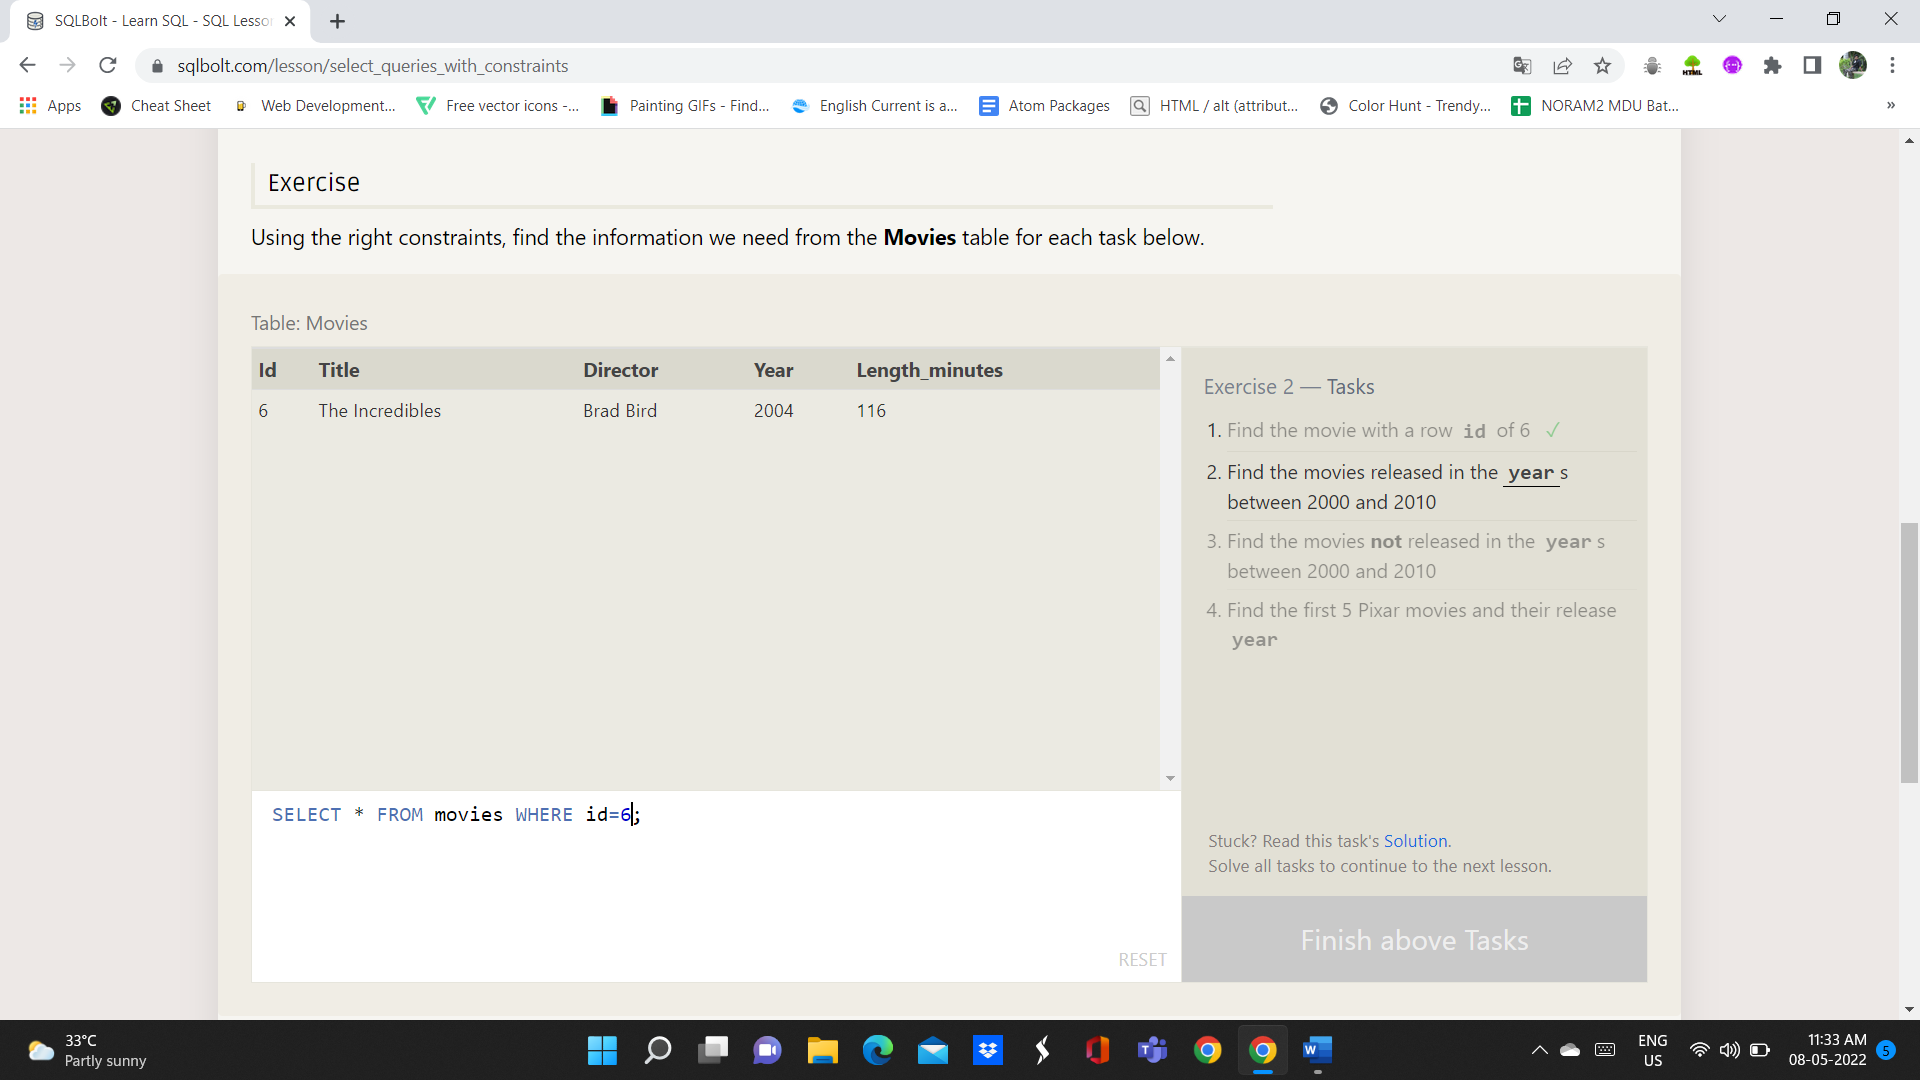 SQLBolt - Learn SQL - SQL Lesso
sqlbolt.com/lesson/select_queries_with_constraints
Apps
Cheat Sheet
Web Development...
Free vector icons -...
Painting GIFs - Find...
English Current is a...
Atom Packages
HTML / alt (attribut...
Color Hunt - Trendy...
NORAM2 MDU Bat...
»
Exercise
Using the right constraints, find the information we need from the Movies table for each task below.
Table: Movies
Id Title Director Year Length_minutes
6 The Incredibles Brad Bird 2004 116
SELECT * FROM movies WHERE id=6;
RESET
Exercise 2 — Tasks
1. Find the movie with a row id of 6 ✓
2. Find the movies released in the year s
between 2000 and 2010
3. Find the movies not released in the year s
between 2000 and 2010
4. Find the first 5 Pixar movies and their release
year
Stuck? Read this task's Solution.
Solve all tasks to continue to the next lesson.
Finish above Tasks
33°C
Partly sunny
ENG
US
11:33 AM
08-05-2022
5